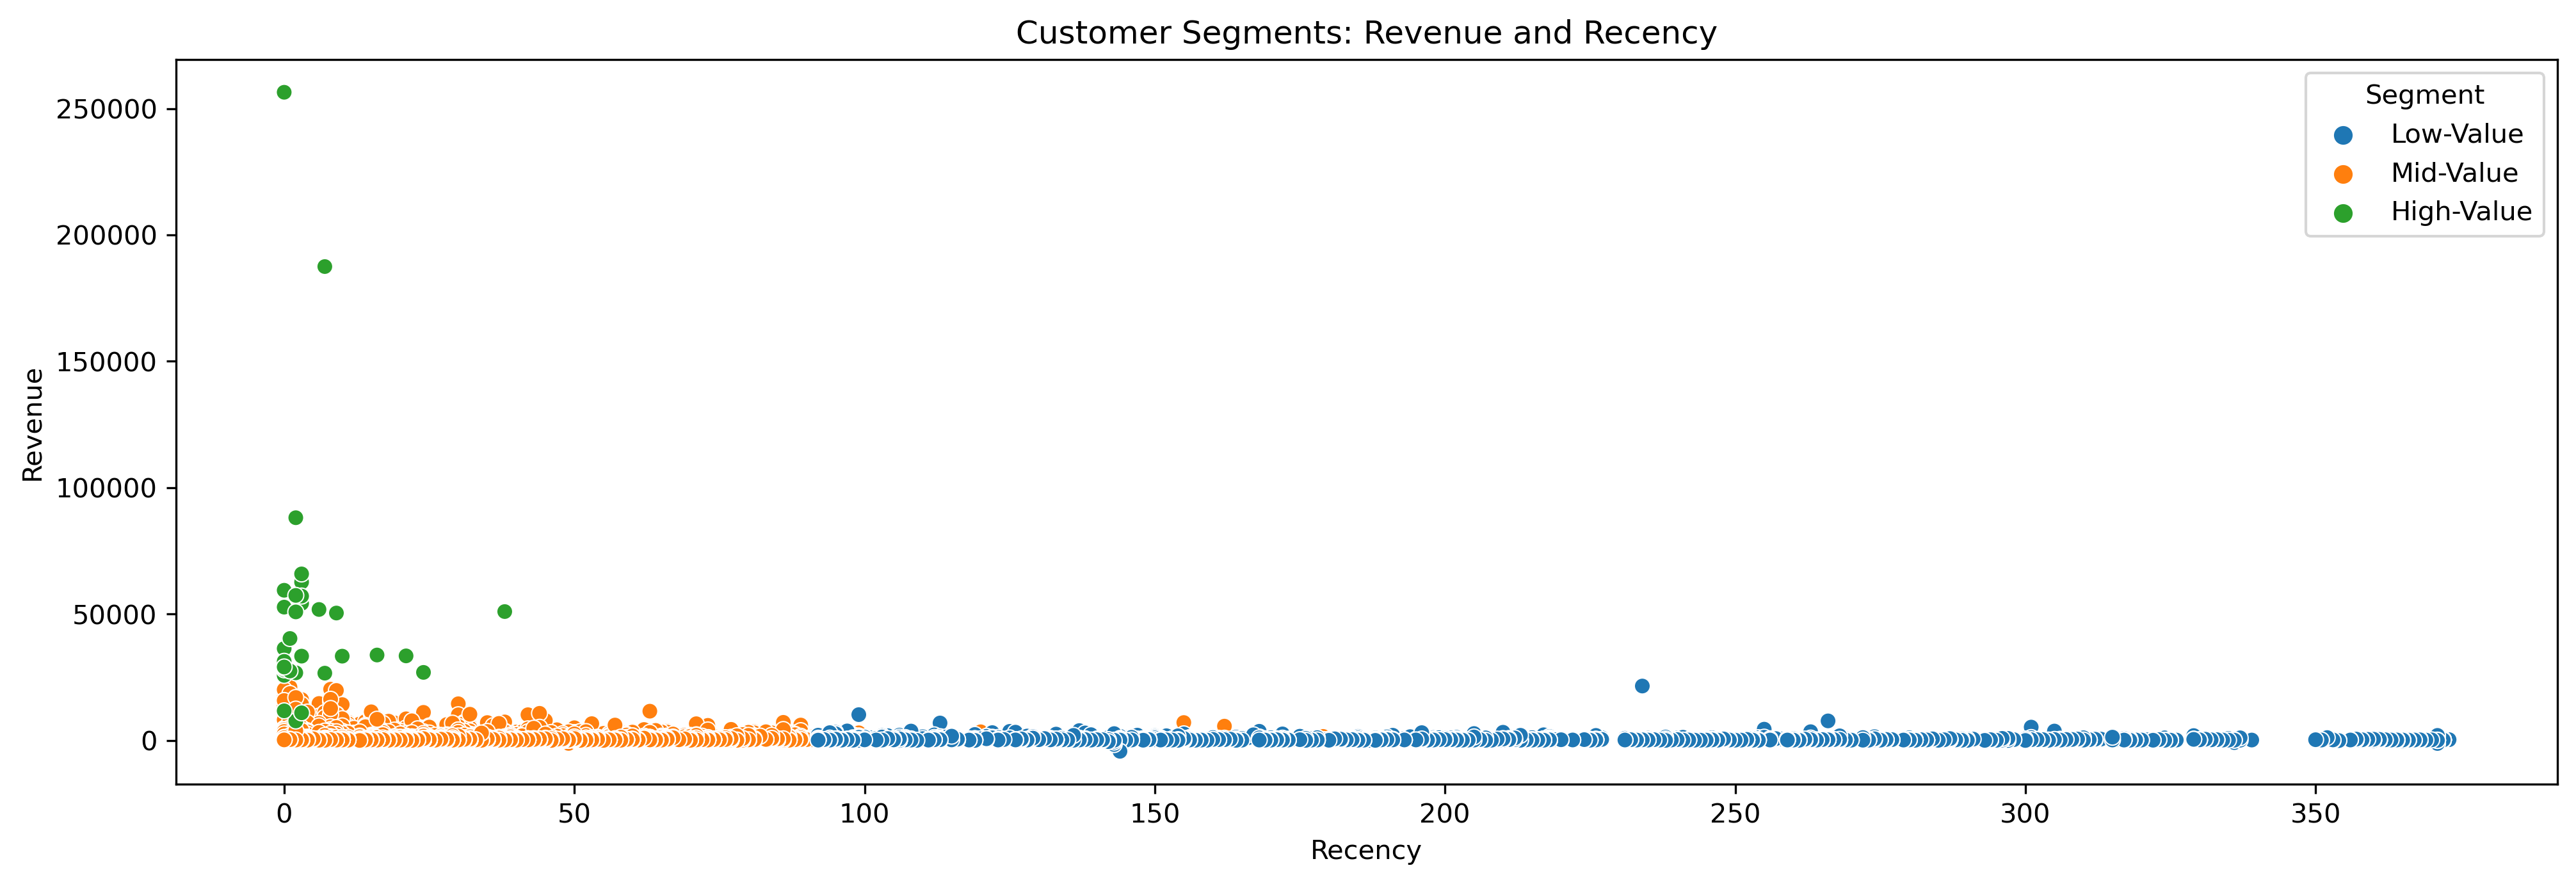 Customer Segments: Revenue and Recency
Segment
Low-Value
Mid-Value
High-Value
Revenue
250000
200000
150000
100000
50000
0
0 50 100 150 200 250 300 350
Recency